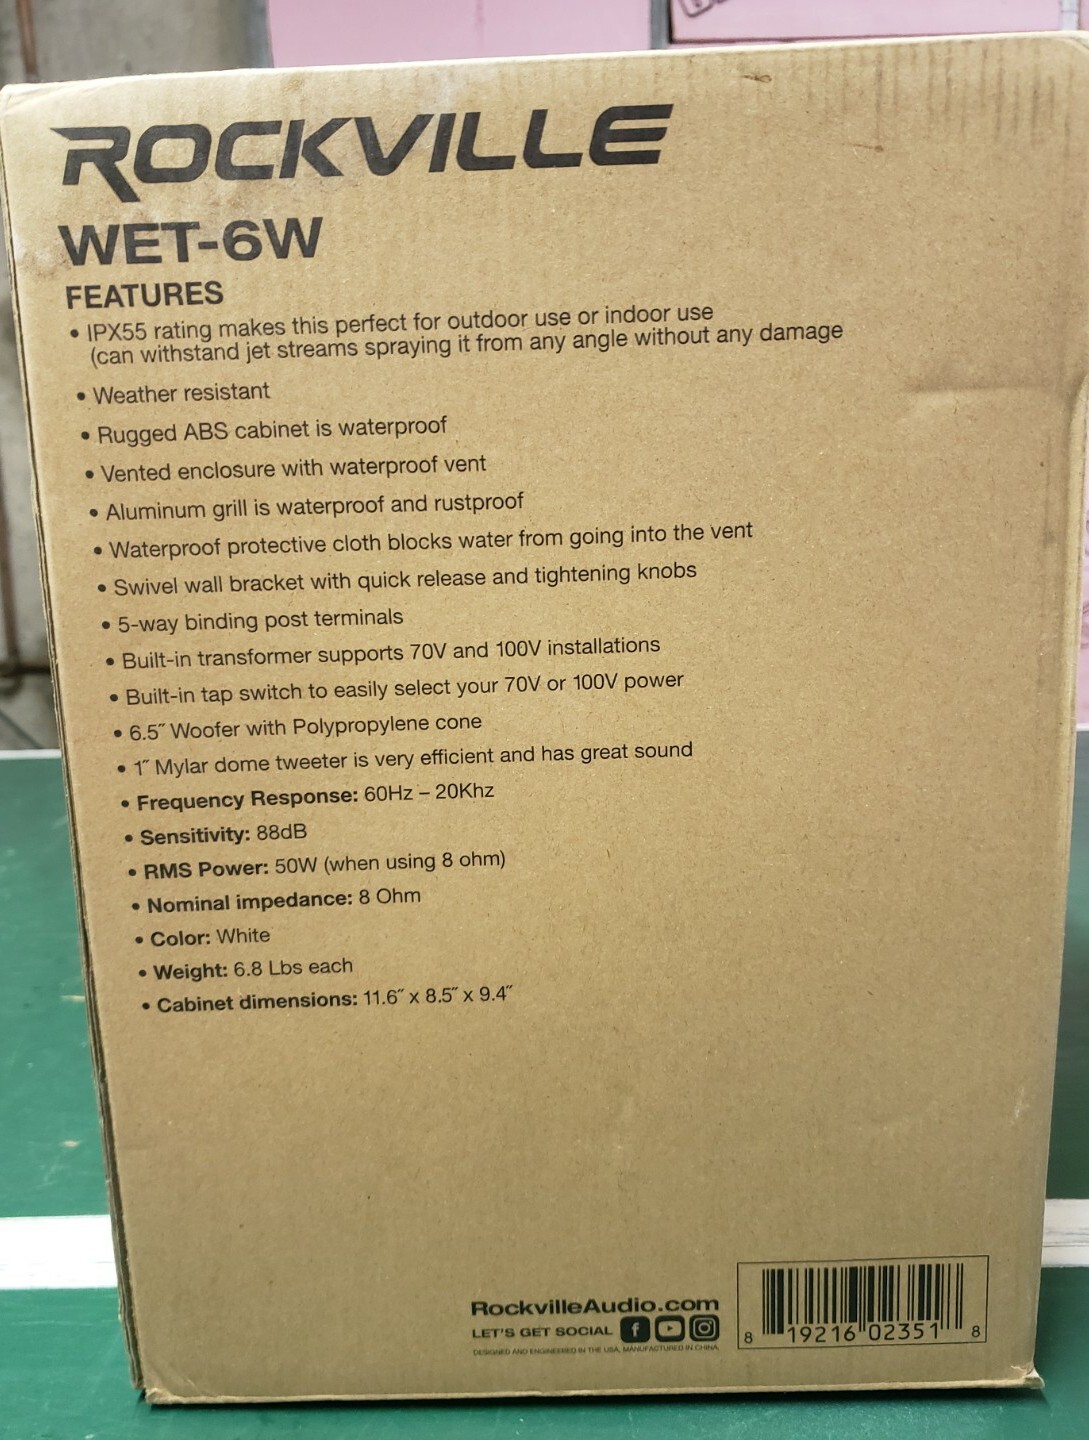 ROCKVILLE
WET-6W
FEATURES
• IPX55 rating makes this perfect for outdoor use or indoor use
(can withstand jet streams spraying it from any angle without any damage
• Weather resistant
• Rugged ABS cabinet is waterproof
• Vented enclosure with waterproof vent
• Aluminum grill is waterproof and rustproof
• Waterproof protective cloth blocks water from going into the vent
• Swivel wall bracket with quick release and tightening knobs
• 5-way binding post terminals
• Built-in transformer supports 70V and 100V installations
• Built-in tap switch to easily select your 70V or 100V power
• 6.5˝ Woofer with Polypropylene cone
• 1˝ Mylar dome tweeter is very efficient and has great sound
• Frequency Response: 60Hz – 20Khz
• Sensitivity: 88dB
• RMS Power: 50W (when using 8 ohm)
• Nominal impedance: 8 Ohm
• Color: White
• Weight: 6.8 Lbs each
• Cabinet dimensions: 11.6˝ x 8.5˝ x 9.4˝
RockvilleAudio.com
LET'S GET SOCIAL
DESIGNED AND ENGINEERED IN THE USA, MANUFACTURED IN CHINA
8 19216 02351 8